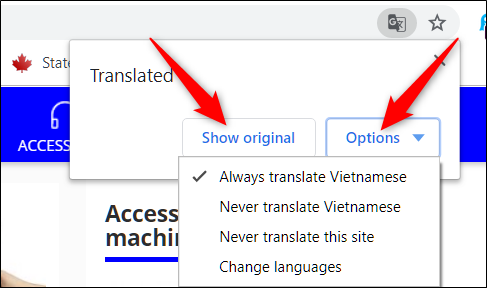 State
Translated
ACCESS
Show original
Options
Always translate Vietnamese
Never translate Vietnamese
Never translate this site
Change languages
Access
machin